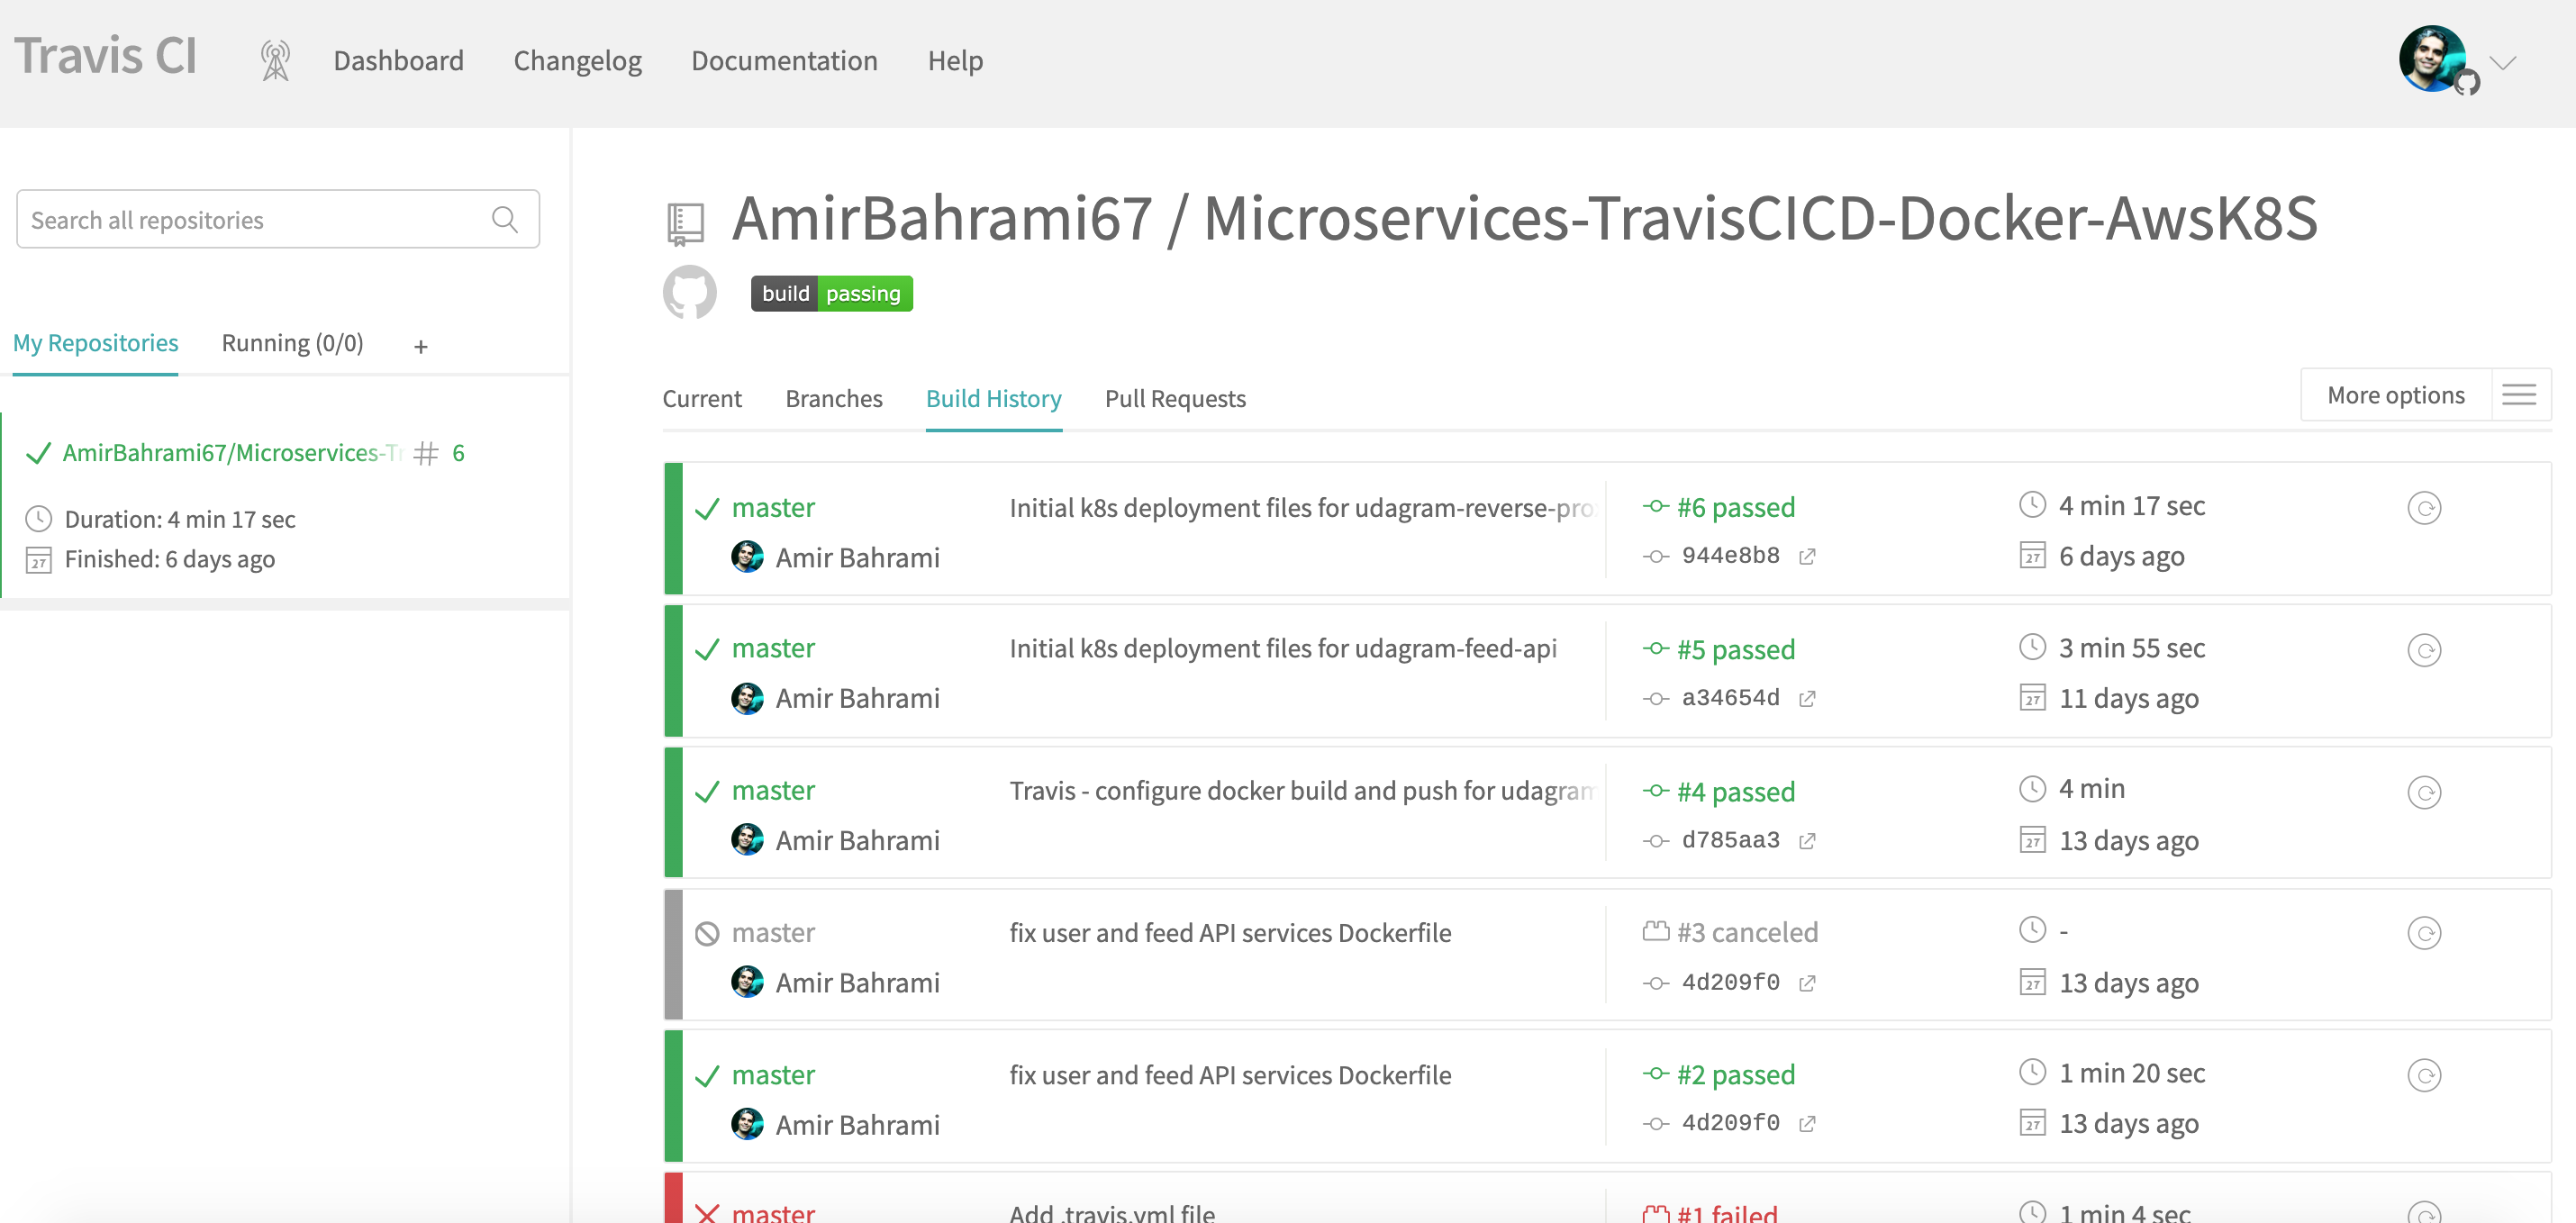 Travis CI
Dashboard
Changelog
Documentation
Help
Search all repositories
My Repositories
Running (0/0)
+
AmirBahrami67/Microservices-T
# 6
Duration: 4 min 17 sec
Finished: 6 days ago
AmirBahrami67 / Microservices-TravisCICD-Docker-AwsK8S
build passing
Current
Branches
Build History
Pull Requests
More options
master
Initial k8s deployment files for udagram-reverse-pro
#6 passed
4 min 17 sec
Amir Bahrami
944e8b8
27
6 days ago
master
Initial k8s deployment files for udagram-feed-api
#5 passed
3 min 55 sec
Amir Bahrami
a34654d
27
11 days ago
master
Travis - configure docker build and push for udagram
#4 passed
4 min
Amir Bahrami
d785aa3
27
13 days ago
master
fix user and feed API services Dockerfile
#3 canceled
-
Amir Bahrami
4d209f0
27
13 days ago
master
fix user and feed API services Dockerfile
#2 passed
1 min 20 sec
Amir Bahrami
4d209f0
27
13 days ago
master
Add .travis.yml file
#1 failed
1 min 4 sec